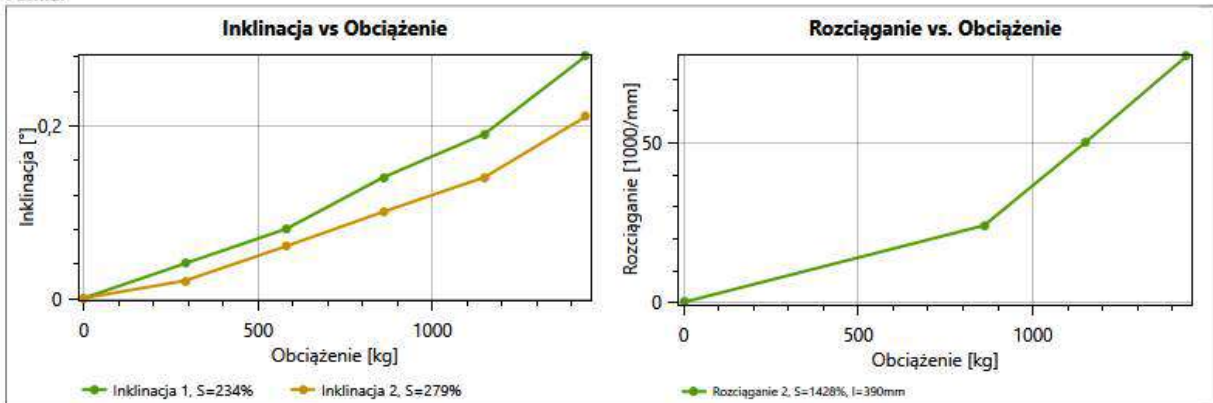 Inklinacja vs Obciążenie
Inklinacja [°]
0,2
0
0
500
1000
Obciążenie [kg]
Inklinacja 1, S=234%
Inklinacja 2, S=279%
Rozciąganie vs. Obciążenie
Rozciąganie [1000/mm]
50
0
0
500
1000
Obciążenie [kg]
Rozciąganie 2, S=1428%, l=390mm